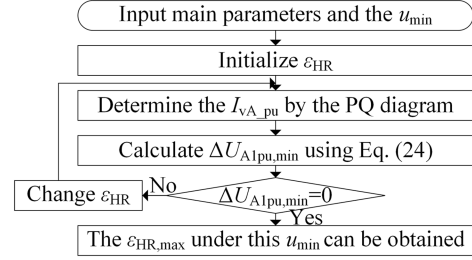 Input main parameters and the u_min
Initialize ε_HR
Determine the I_vA_pu by the PQ diagram
Calculate ΔU_A1pu,min using Eq. (24)
No
Change ε_HR
ΔU_A1pu,min=0
Yes
The ε_HR,max under this u_min can be obtained